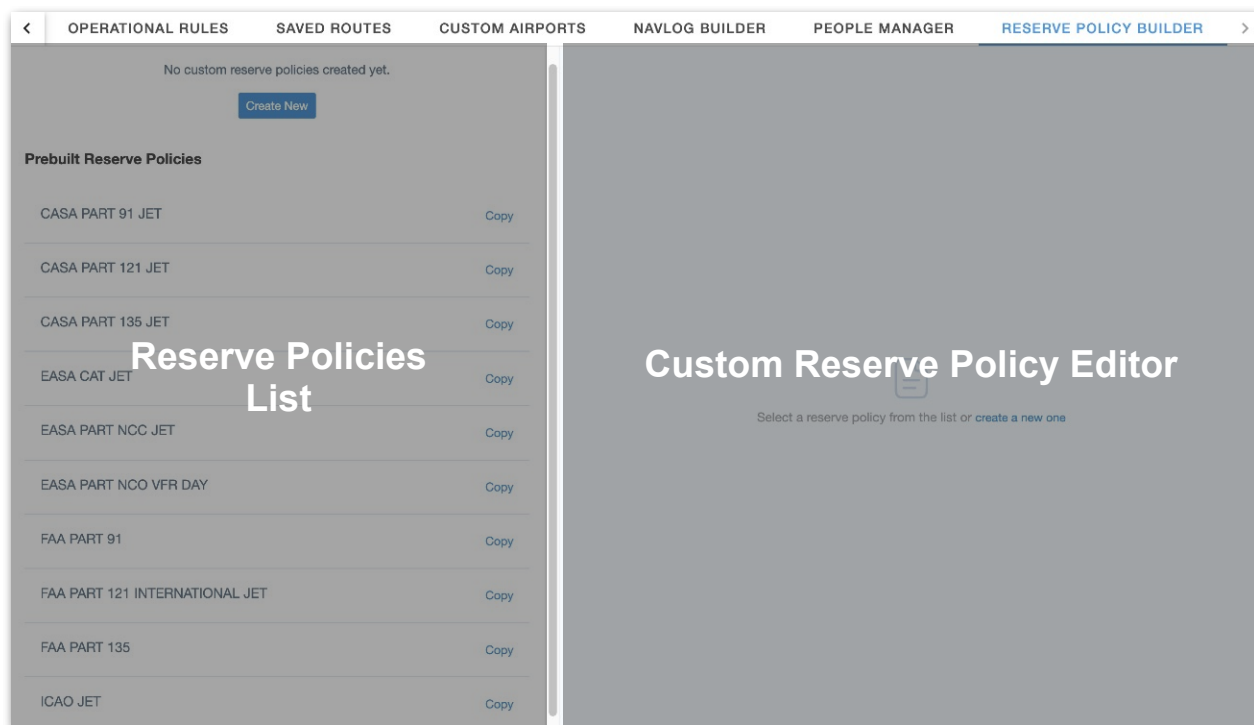 OPERATIONAL RULES SAVED ROUTES CUSTOM AIRPORTS NAVLOG BUILDER PEOPLE MANAGER RESERVE POLICY BUILDER
No custom reserve policies created yet.
Create New
Prebuilt Reserve Policies
CASA PART 91 JET Copy
CASA PART 121 JET Copy
CASA PART 135 JET Copy
Reserve Policies
List
EASA CAT JET Copy
EASA PART NCC JET Copy
EASA PART NCO VFR DAY Copy
FAA PART 91 Copy
FAA PART 121 INTERNATIONAL JET Copy
FAA PART 135 Copy
ICAO JET Copy
Custom Reserve Policy Editor
Select a reserve policy from the list or create a new one